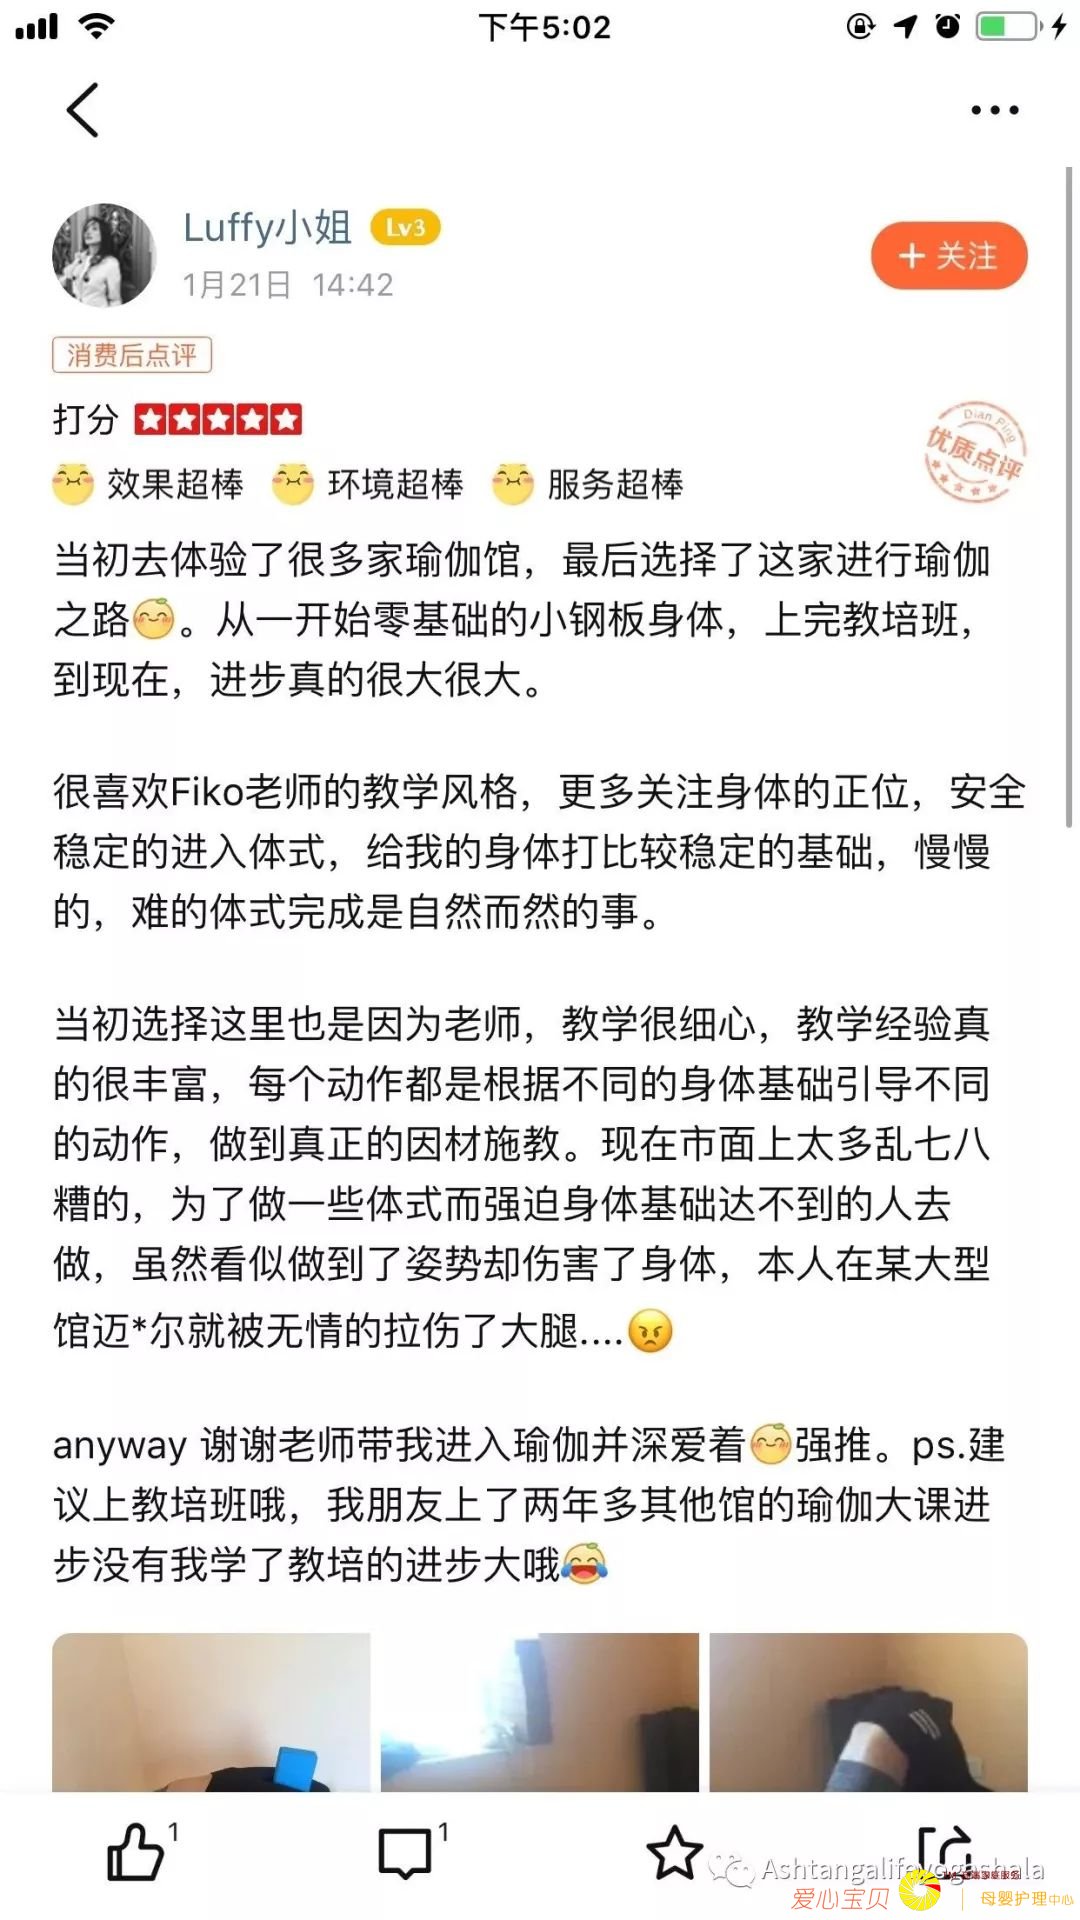 下午5:02
Luffy小姐 Lv3
1月21日 14:42
+ 关注
消费后点评
打分
Dian Ping
优质点评
效果超棒 环境超棒 服务超棒
当初去体验了很多家瑜伽馆，最后选择了这家进行瑜伽
之路。从一开始零基础的小钢板身体，上完教培班，
到现在，进步真的很大很大。
很喜欢Fiko老师的教学风格，更多关注身体的正位，安全
稳定的进入体式，给我的身体打比较稳定的基础，慢慢
的，难的体式完成是自然而然的事。
当初选择这里也是因为老师，教学很细心，教学经验真
的很丰富，每个动作都是根据不同的身体基础引导不同
的动作，做到真正的因材施教。现在市面上太多乱七八
糟的，为了做一些体式而强迫身体基础达不到的人去
做，虽然看似做到了姿势却伤害了身体，本人在某大型
馆迈*尔就被无情的拉伤了大腿....😡
anyway 谢谢老师带我进入瑜伽并深爱着强推。ps.建
议上教培班哦，我朋友上了两年多其他馆的瑜伽大课进
步没有我学了教培的进步大哦
1 1
Ashtangalifeyogashala
爱心宝贝 母婴护理中心